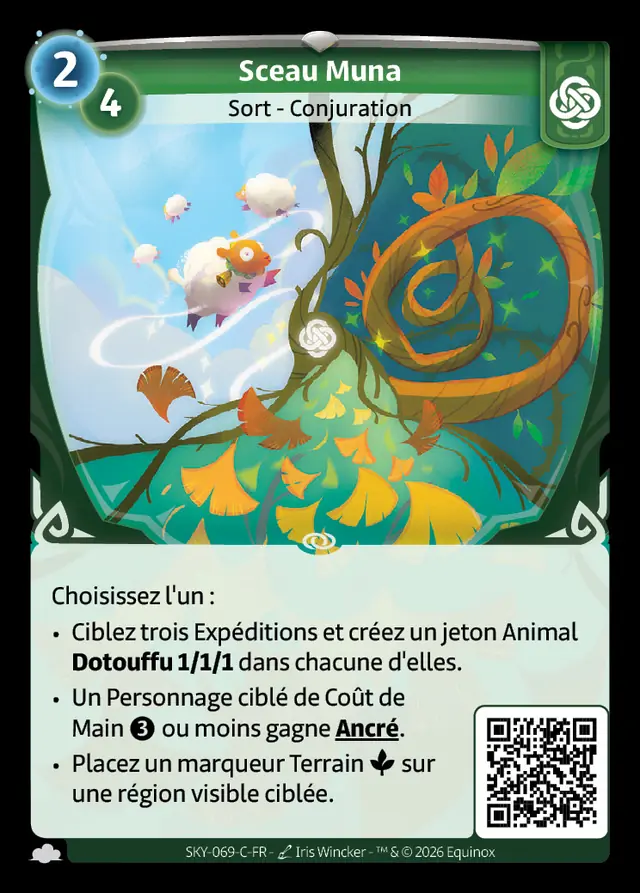 2
4
Sceau Muna
Sort - Conjuration
Choisissez l'un :
• Ciblez trois Expéditions et créez un jeton Animal
Dotouffu 1/1/1 dans chacune d'elles.
• Un Personnage ciblé de Coût de
Main 3 ou moins gagne Ancré.
• Placez un marqueur Terrain sur
une région visible ciblée.
SKY-069-C-FR - Iris Wincker - ™ & © 2026 Equinox